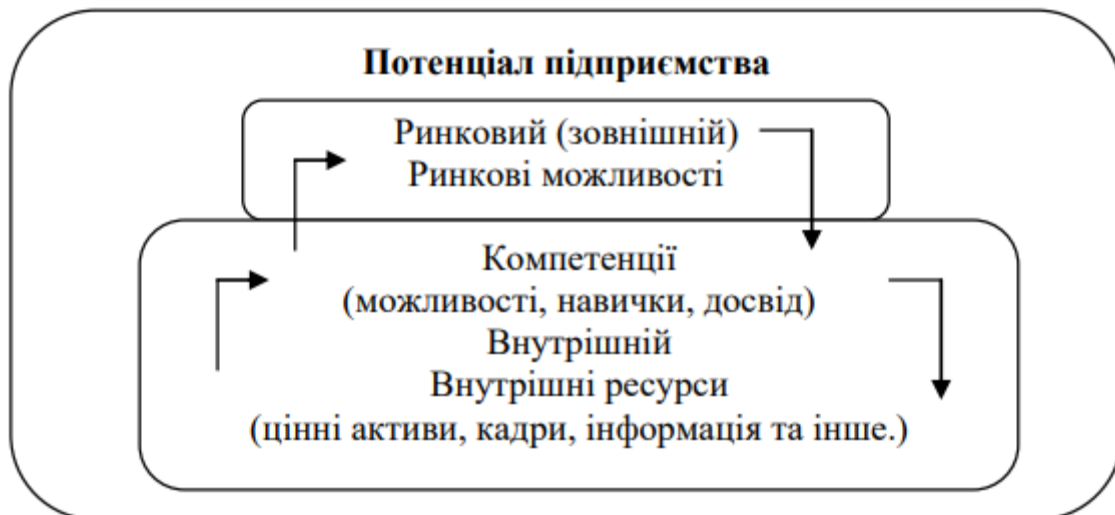 Потенціал підприємства
Ринковий (зовнішній)
Ринкові можливості
Компетенції
(можливості, навички, досвід)
Внутрішній
Внутрішні ресурси
(цінні активи, кадри, інформація та інше.)